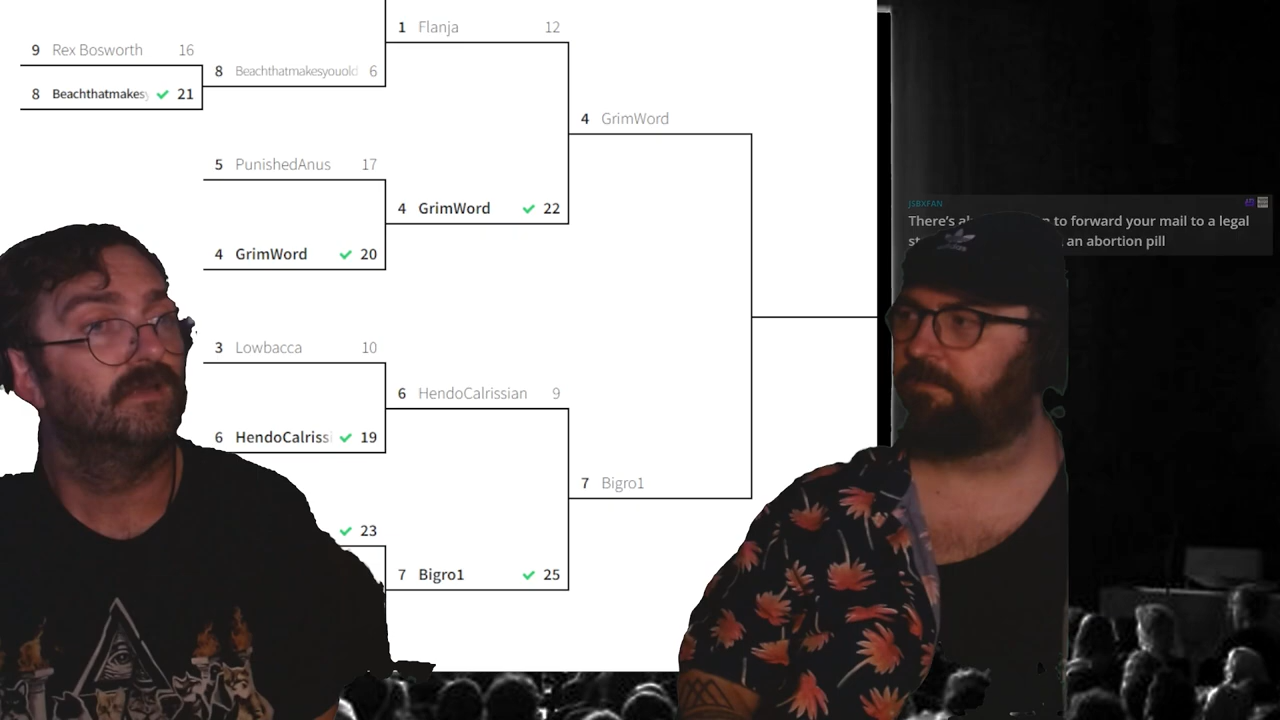 1 Flanja 12
9 Rex Bosworth 16
8 Beachthatmakesyouold 6
8 Beachthatmakes 21
4 GrimWord
5 PunishedAnus 17
4 GrimWord 22
JSBXFAN
There's to forward your mail to a legal
an abortion pill
4 GrimWord 20
3 Lowbacca 10
6 HendoCalrissian 9
6 HendoCalrissi 19
7 Bigro1
23
7 Bigro1 25